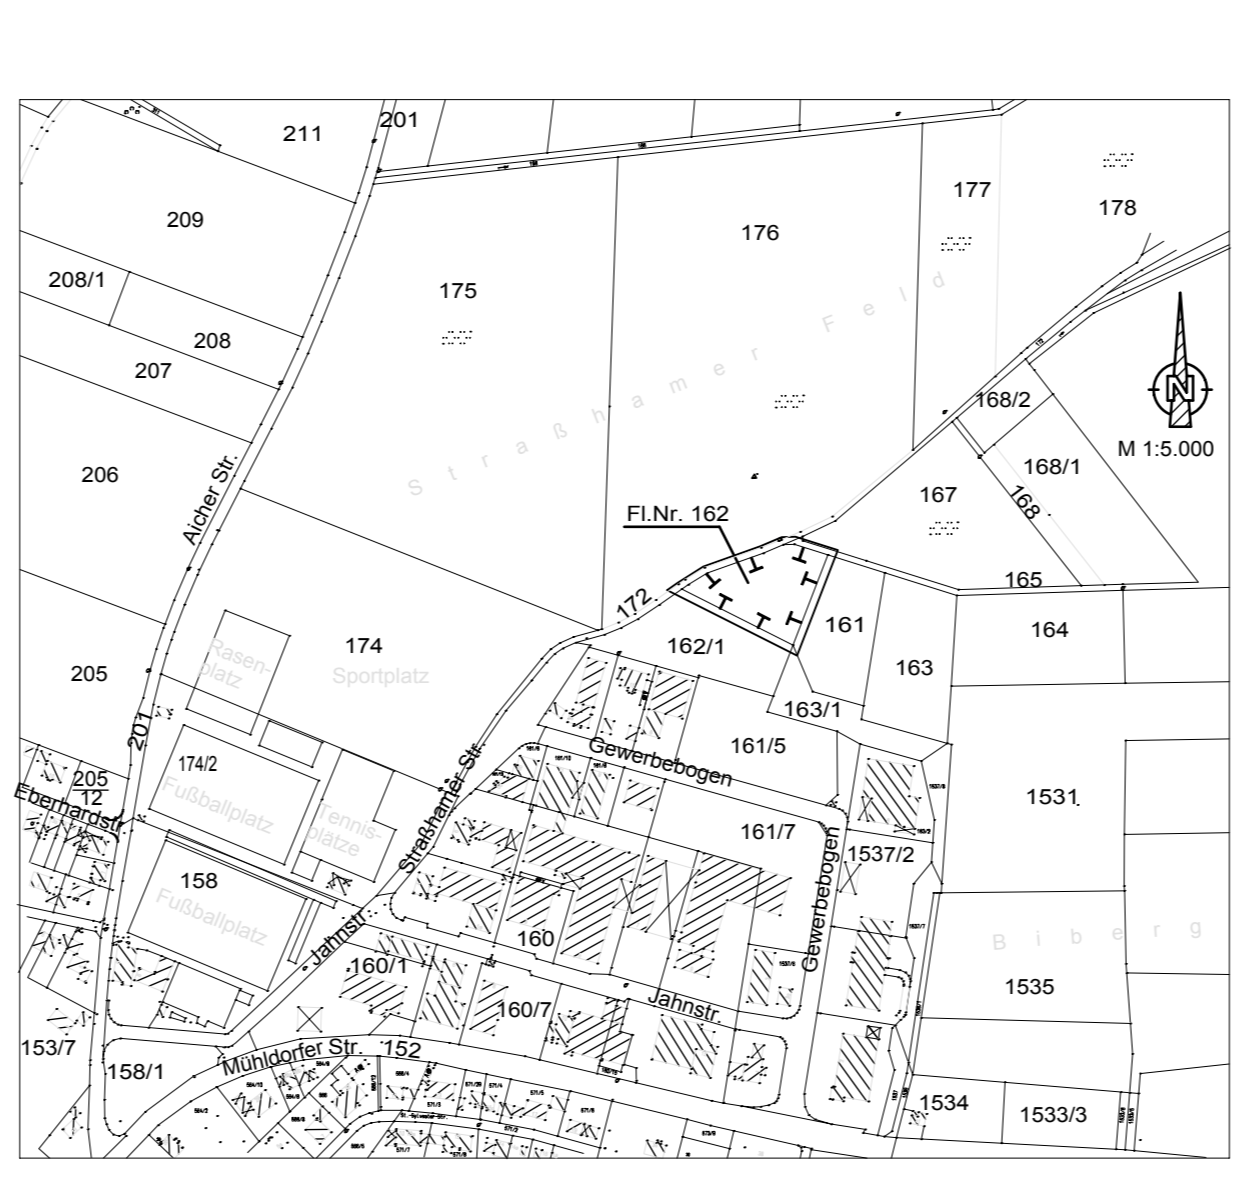 211
201
209
177
178
176
208/1
175
208
207
168/2
M 1:5.000
Straßhamer Feld
206
Aicher Str.
168/1
167
168
Fl.Nr. 162
165
172
161
164
174
162/1
163
Rasen-
platz
Sportplatz
205
163/1
201
161/5
Gewerbebogen
174/2
205
12
Eberhardstr.
Fußballplatz
Tennis-
plätze
Straßhamer Str.
1531
161/7
1537/2
158
Fußballplatz
Gewerbebogen
Jahnstr.
160
Biberg
160/1
1535
160/7
Jahnstr.
153/7
Mühldorfer Str.
152
158/1
1534
1533/3
N